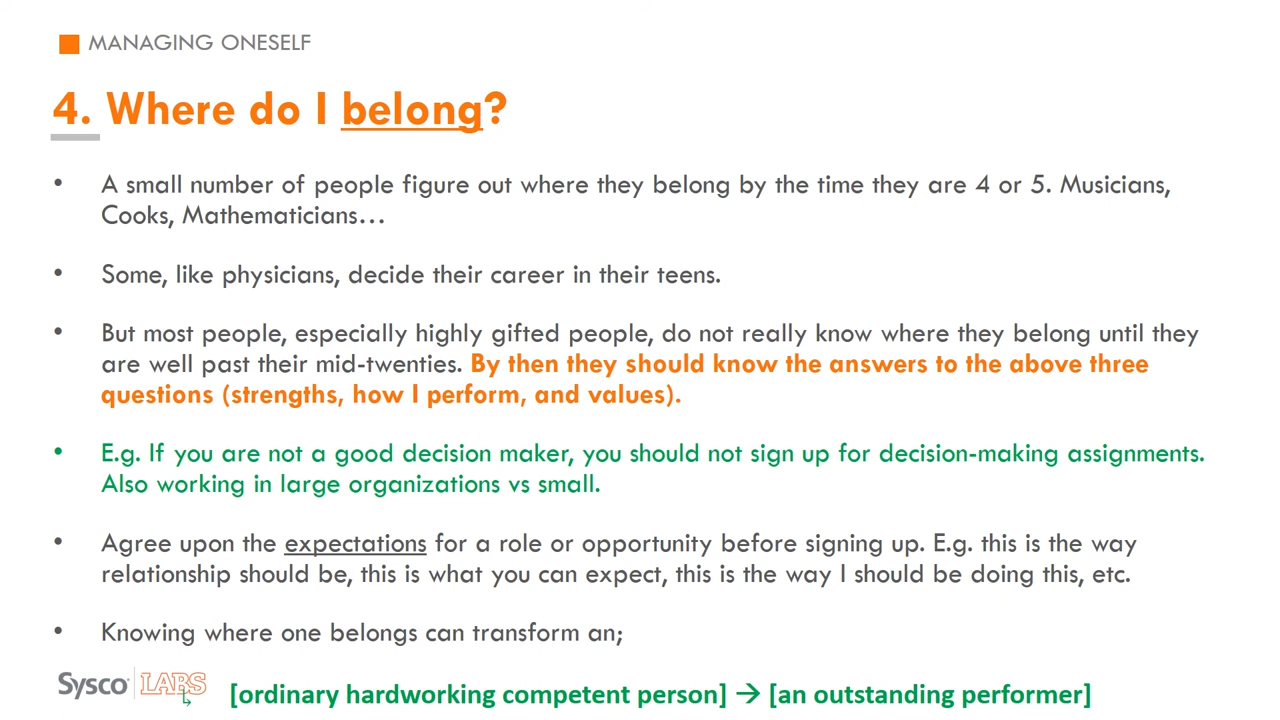 MANAGING ONESELF
4. Where do I belong?
• A small number of people figure out where they belong by the time they are 4 or 5. Musicians,
Cooks, Mathematicians…
• Some, like physicians, decide their career in their teens.
• But most people, especially highly gifted people, do not really know where they belong until they
are well past their mid-twenties. By then they should know the answers to the above three
questions (strengths, how I perform, and values).
• E.g. If you are not a good decision maker, you should not sign up for decision-making assignments.
Also working in large organizations vs small.
• Agree upon the expectations for a role or opportunity before signing up. E.g. this is the way
relationship should be, this is what you can expect, this is the way I should be doing this, etc.
• Knowing where one belongs can transform an;
Sysco LABS
↳ [ordinary hardworking competent person] → [an outstanding performer]